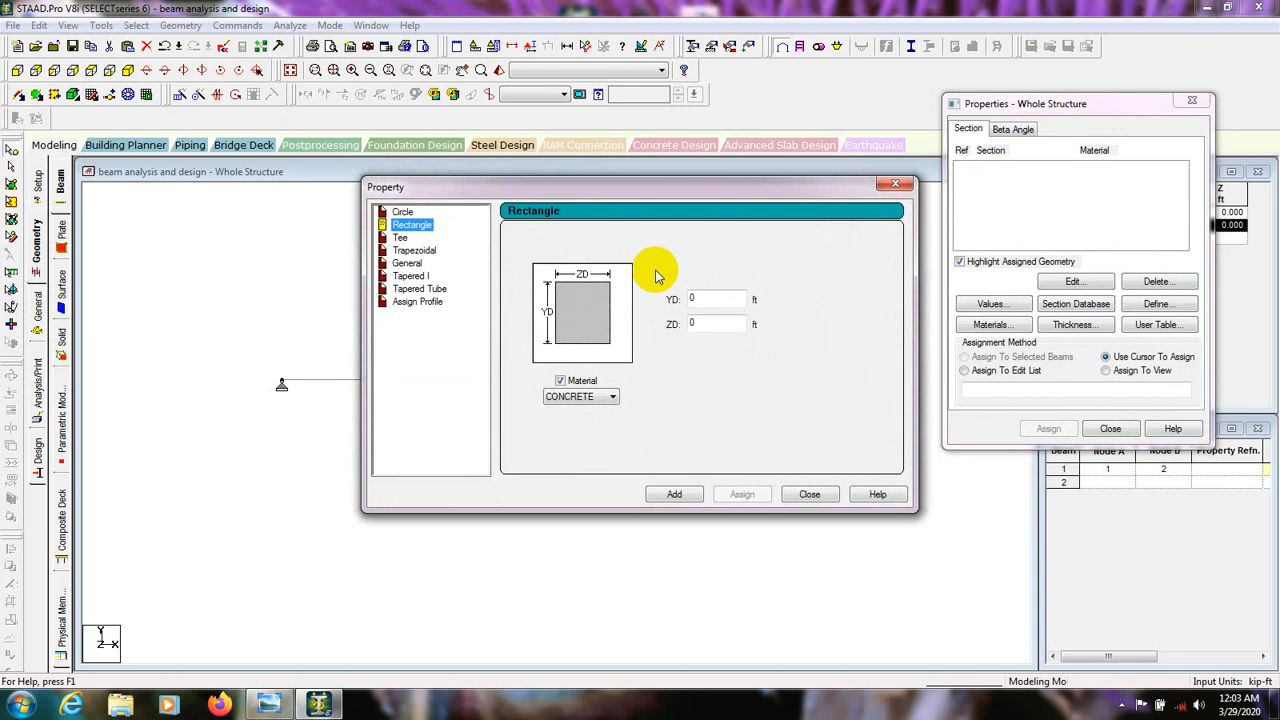 STAAD.Pro V8i (SELECTseries 6) - beam analysis and design
File Edit View Tools Select Geometry Commands Analyze Mode Window Help
Modeling Building Planner Piping Bridge Deck Postprocessing Foundation Design Steel Design RAM Connection Concrete Design Advanced Slab Design Earthquake
beam analysis and design - Whole Structure
Setup
Geometry
General
Analysis/Print
Design
Beam
Plate
Solid
Parametric Mod...
Composite Deck
Physical Mem...
Property
Circle
Rectangle
Tee
Trapezoidal
General
Tapered I
Tapered Tube
Assign Profile
Rectangle
ZD
YD
YD: 0 ft
ZD: 0 ft
Material
CONCRETE
Add Assign Close Help
Properties - Whole Structure
Section Beta Angle
Ref Section Material
Highlight Assigned Geometry
Edit... Delete...
Values... Section Database Define...
Materials... Thickness... User Table...
Assignment Method
Assign To Selected Beams Use Cursor To Assign
Assign To Edit List Assign To View
Assign Close Help
Z
ft
0.000
0.000
Beam Node A Node B Property Refn.
1 1 2
2
Y
Z X
For Help, press F1
Modeling Mo
Input Units: kip-ft
12:03 AM
3/29/2020